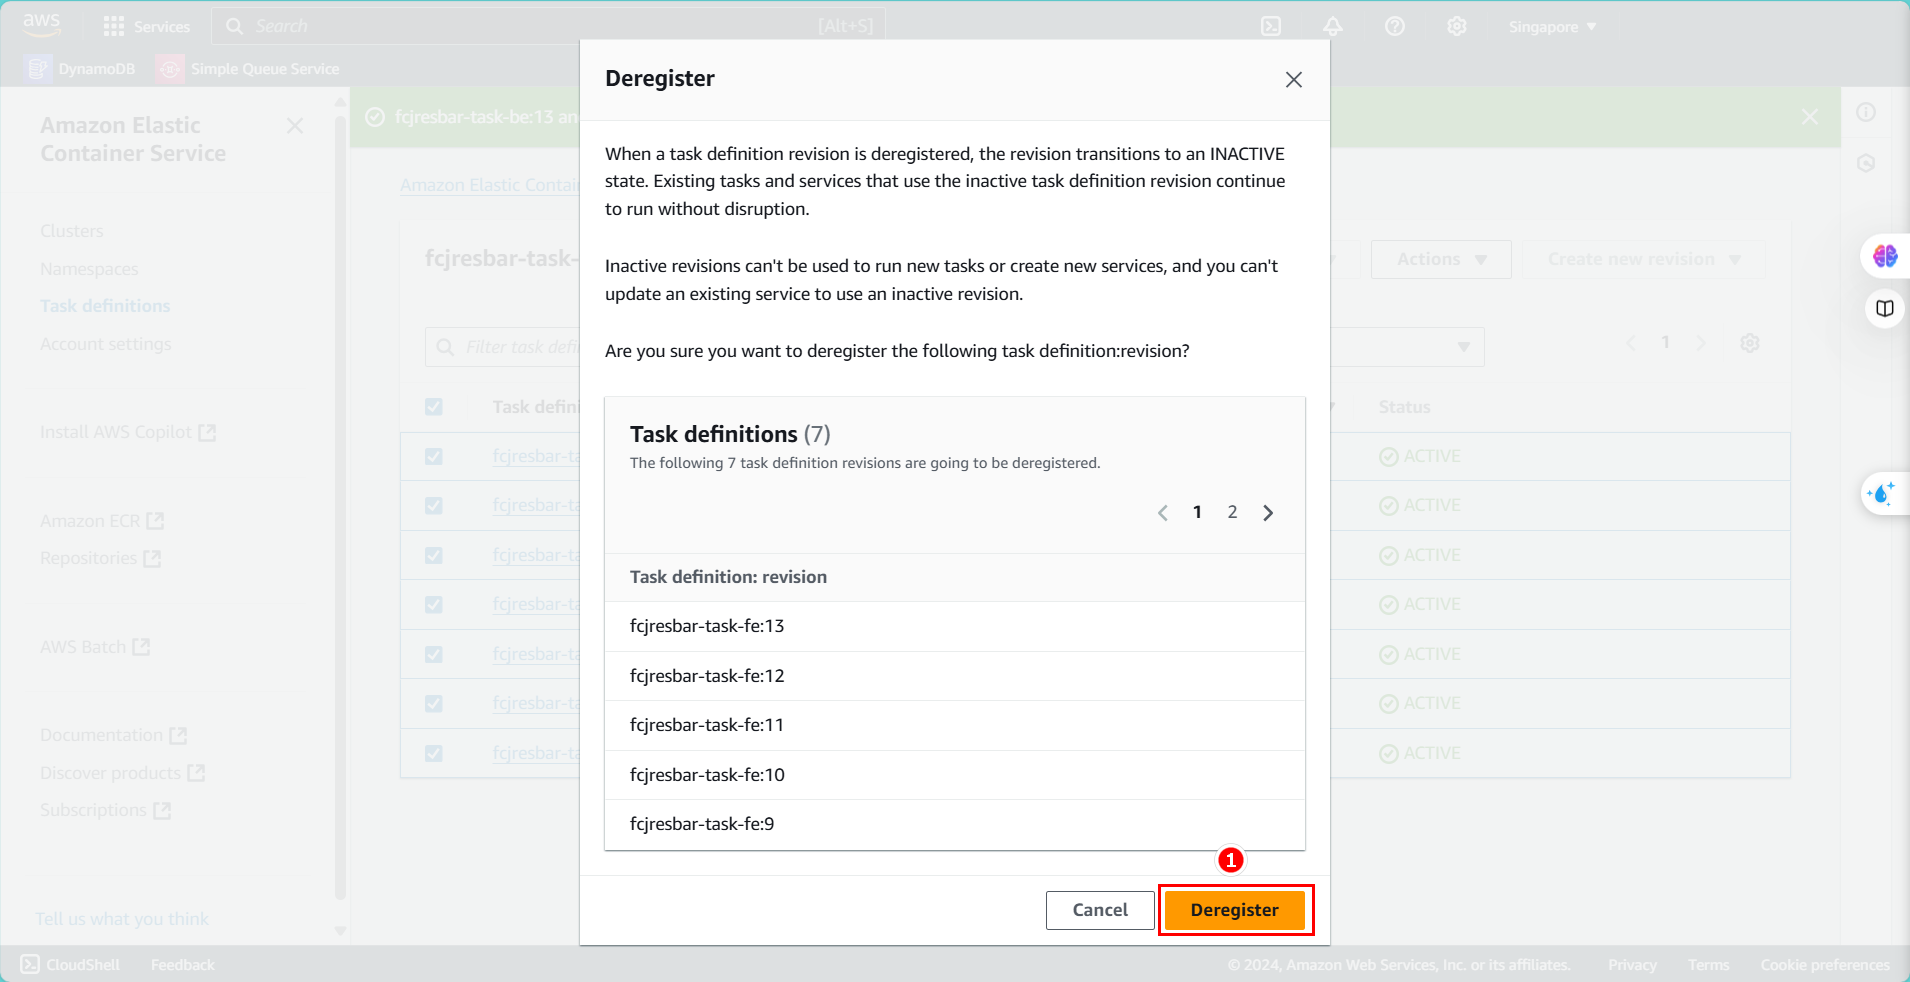 aws
Services
Search
[Alt+S]
Singapore
DynamoDB
Simple Queue Service
Amazon Elastic
Container Service
Clusters
Namespaces
Task definitions
Account settings
Install AWS Copilot
Amazon ECR
Repositories
AWS Batch
Documentation
Discover products
Subscriptions
Tell us what you think
fcjresbar-task-be:13 an
Amazon Elastic Contai
fcjresbar-task-
Actions
Create new revision
Filter task defi
1
Task defini
Status
fcjresbar-ta
ACTIVE
fcjresbar-ta
ACTIVE
fcjresbar-ta
ACTIVE
fcjresbar-ta
ACTIVE
fcjresbar-ta
ACTIVE
fcjresbar-ta
ACTIVE
fcjresbar-ta
ACTIVE
Deregister
When a task definition revision is deregistered, the revision transitions to an INACTIVE
state. Existing tasks and services that use the inactive task definition revision continue
to run without disruption.
Inactive revisions can't be used to run new tasks or create new services, and you can't
update an existing service to use an inactive revision.
Are you sure you want to deregister the following task definition:revision?
Task definitions (7)
The following 7 task definition revisions are going to be deregistered.
1 2
Task definition: revision
fcjresbar-task-fe:13
fcjresbar-task-fe:12
fcjresbar-task-fe:11
fcjresbar-task-fe:10
fcjresbar-task-fe:9
1
Cancel
Deregister
CloudShell
Feedback
© 2024, Amazon Web Services, Inc. or its affiliates.
Privacy
Terms
Cookie preferences